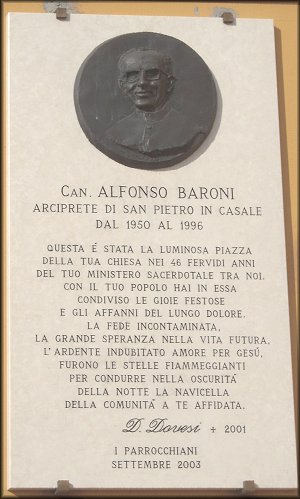 CAN. ALFONSO BARONI
ARCIPRETE DI SAN PIETRO IN CASALE
DAL 1950 AL 1996
QUESTA É STATA LA LUMINOSA PIAZZA
DELLA TUA CHIESA NEI 46 FERVIDI ANNI
DEL TUO MINISTERO SACERDOTALE TRA NOI.
CON IL TUO POPOLO HAI IN ESSA
CONDIVISO LE GIOIE FESTOSE
E GLI AFFANNI DEL LUNGO DOLORE.
LA FEDE INCONTAMINATA,
LA GRANDE SPERANZA NELLA VITA FUTURA,
L'ARDENTE INDUBITATO AMORE PER GESÚ,
FURONO LE STELLE FIAMMEGGIANTI
PER CONDURRE NELLA OSCURITÁ
DELLA NOTTE LA NAVICELLA
DELLA COMUNITÁ A TE AFFIDATA.
D. Dovesi + 2001
I PARROCCHIANI
SETTEMBRE 2003